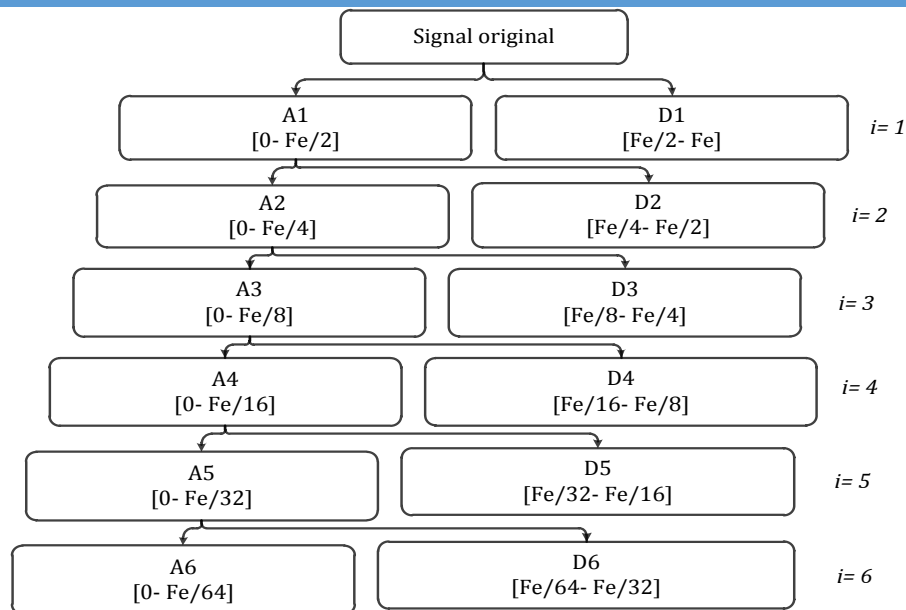 Signal original
A1
[0- Fe/2]
D1
[Fe/2- Fe]
i= 1
A2
[0- Fe/4]
D2
[Fe/4- Fe/2]
i= 2
A3
[0- Fe/8]
D3
[Fe/8- Fe/4]
i= 3
A4
[0- Fe/16]
D4
[Fe/16- Fe/8]
i= 4
A5
[0- Fe/32]
D5
[Fe/32- Fe/16]
i= 5
A6
[0- Fe/64]
D6
[Fe/64- Fe/32]
i= 6